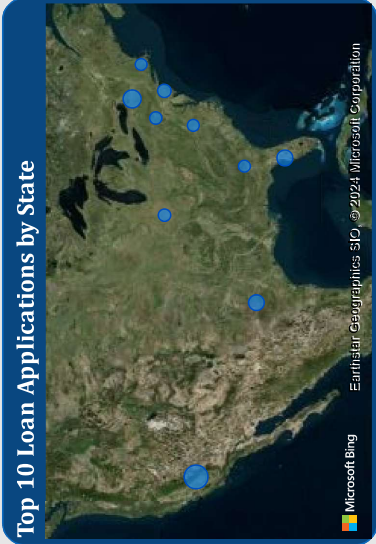 Top 10 Loan Applications by State
Microsoft Bing
Earthstar Geographics SIO, © 2024 Microsoft Corporation